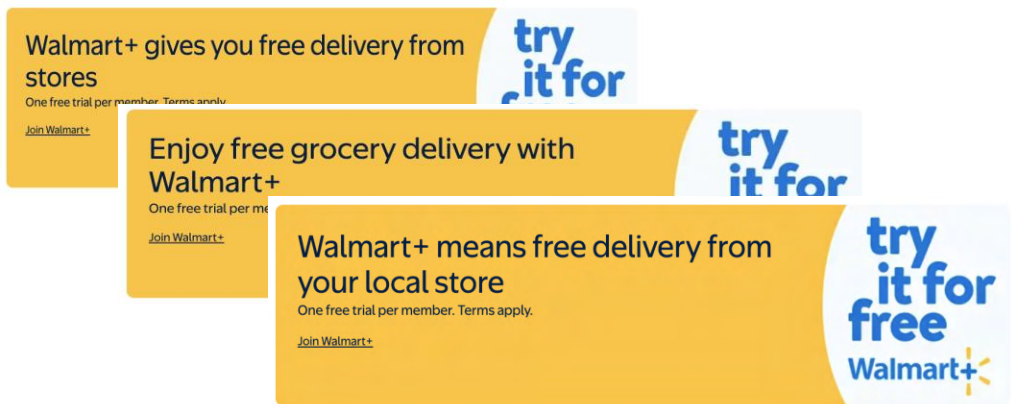 Walmart+ gives you free delivery from
stores
One free trial per member. Terms apply.
Join Walmart+
try
it for
Enjoy free grocery delivery with
Walmart+
One free trial per
Join Walmart+
try
it for
Walmart+ means free delivery from
your local store
One free trial per member. Terms apply.
Join Walmart+
try
it for
free
Walmart+